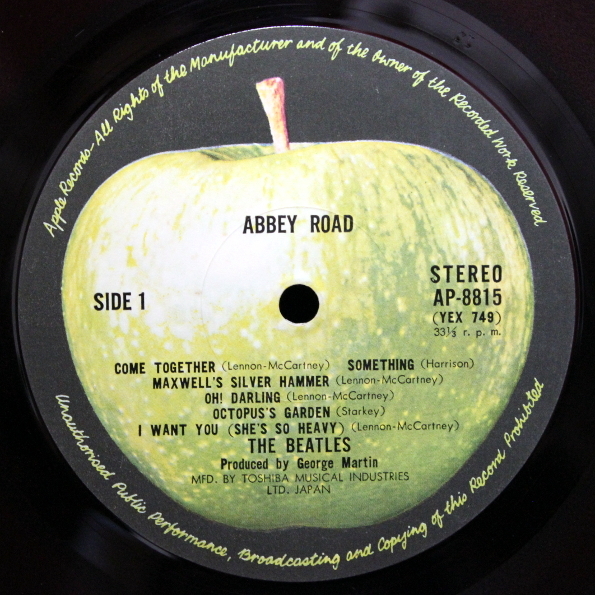 Apple Records-All Rights of the Manufacturer and of the Owner of the Recorded Work Reserved
ABBEY ROAD
SIDE 1
STEREO
AP-8815
(YEX 749)
33⅓ r. p. m.
COME TOGETHER (Lennon-McCartney) SOMETHING (Harrison)
MAXWELL'S SILVER HAMMER (Lennon-McCartney)
OH! DARLING (Lennon-McCartney)
OCTOPUS'S GARDEN (Starkey)
I WANT YOU (SHE'S SO HEAVY) (Lennon-McCartney)
THE BEATLES
Produced by George Martin
MFD. BY TOSHIBA MUSICAL INDUSTRIES
LTD. JAPAN
Unauthorised Public Performance, Broadcasting and Copying of this Record Prohibited